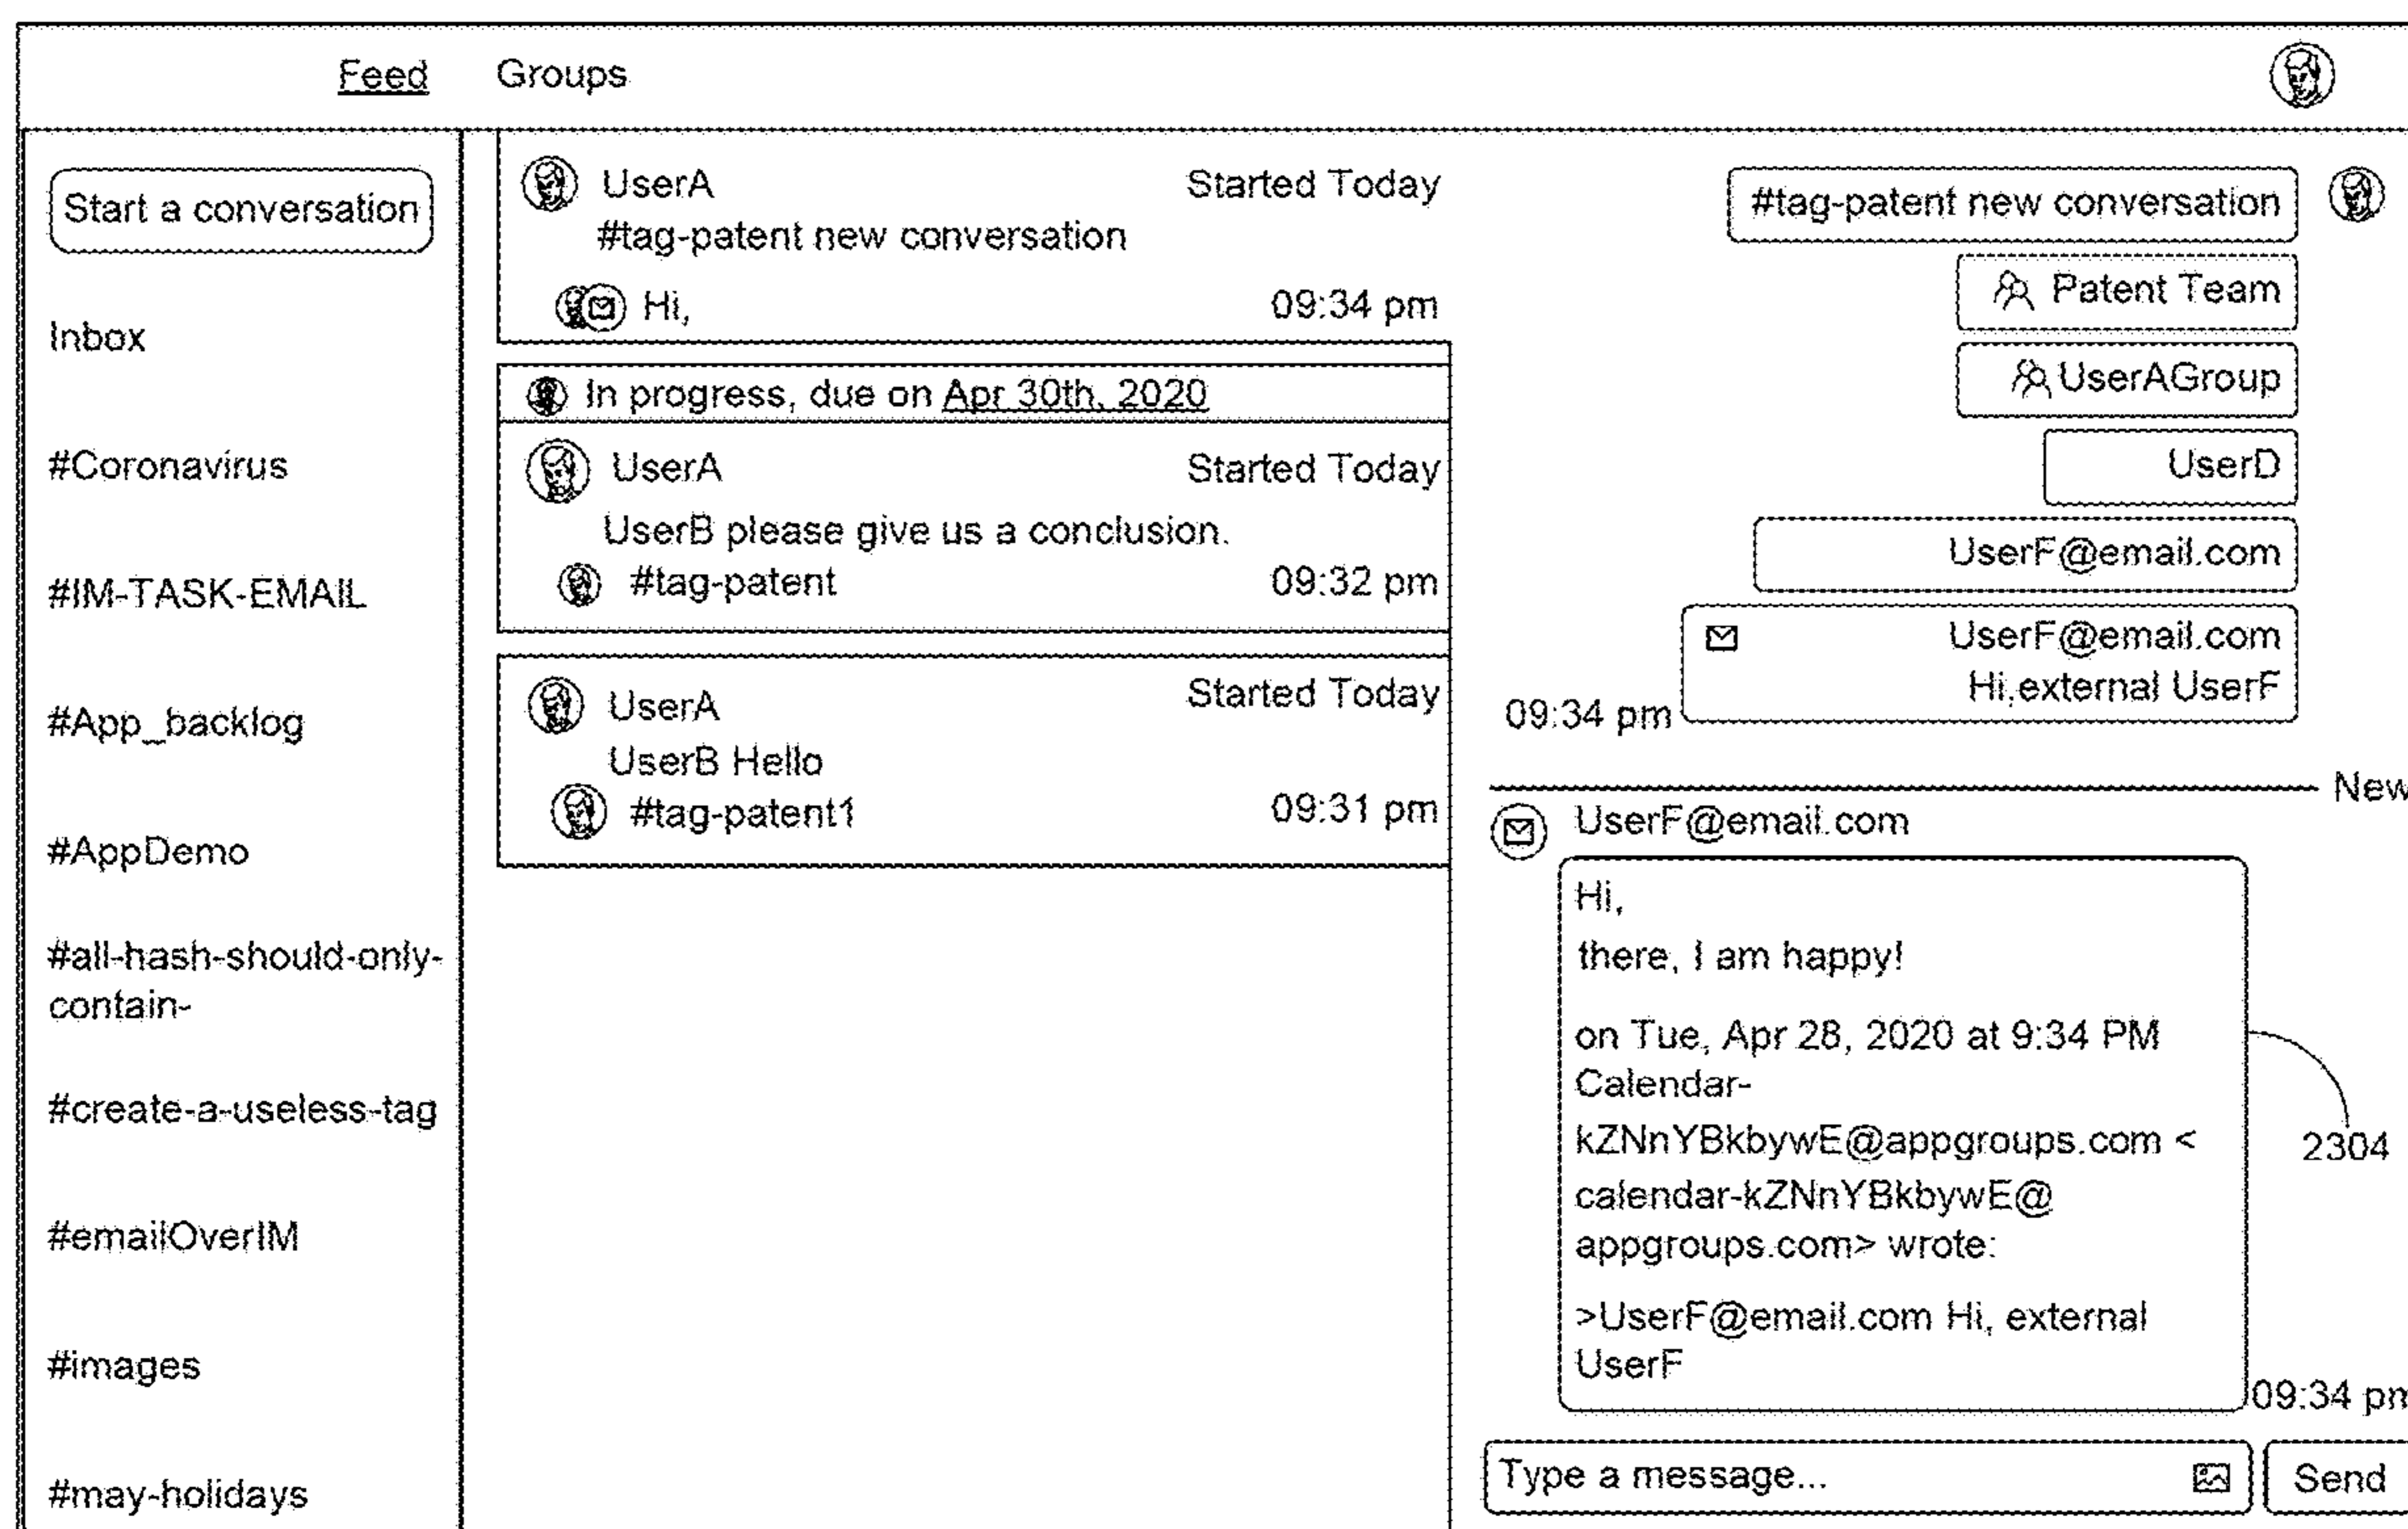 Feed Groups
Start a conversation
Inbox
#Coronavirus
#IM-TASK-EMAIL
#App_backlog
#AppDemo
#all-hash-should-only-
contain-
#create-a-useless-tag
#emailOverIM
#images
#may-holidays
UserA Started Today
#tag-patent new conversation
Hi, 09:34 pm
In progress, due on Apr 30th, 2020
UserA Started Today
UserB please give us a conclusion.
#tag-patent 09:32 pm
UserA Started Today
UserB Hello
#tag-patent1 09:31 pm
#tag-patent new conversation
Patent Team
UserAGroup
UserD
UserF@email.com
UserF@email.com
Hi,external UserF
09:34 pm
New
UserF@email.com
Hi,
there, I am happy!
on Tue, Apr 28, 2020 at 9:34 PM
Calendar-
kZNnYBkbywE@appgroups.com <
calendar-kZNnYBkbywE@
appgroups.com> wrote:
>UserF@email.com Hi, external
UserF
09:34 pm
2304
Type a message... Send